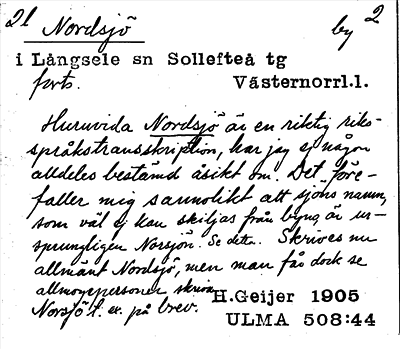 2l Nordsjö by 2
i Långsele sn Sollefteå tg
forts. Västernorrl.l.
Huruvida Nordsjö är en riktig riks-
språkstransskription, har jag ej någon
alldeles bestämd åsikt om. Det före-
faller mig sannolikt att sjöns namn,
som väl ej kan skiljas från byns, är ur-
sprungligen Norsjön. Se detta. Skrives nu
allmänt Nordsjö, men man får dock se
allmogepersoner skriva
Norsjö t. ex. på brev. H.Geijer 1905
ULMA 508:44